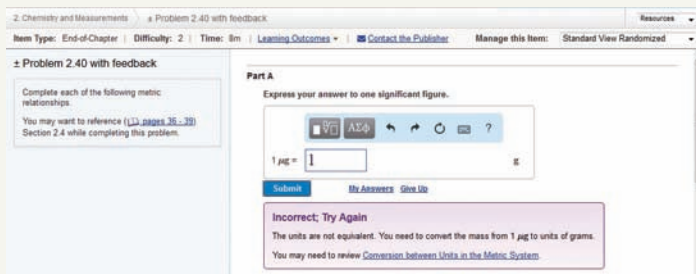 2. Chemistry and Measurements
± Problem 2.40 with feedback
Resources
Item Type: End-of-Chapter | Difficulty: 2 | Time: 8m | Learning Outcomes | Contact the Publisher
Manage this Item: Standard View Randomized
± Problem 2.40 with feedback
Complete each of the following metric
relationships.
You may want to reference (pages 36 - 39)
Section 2.4 while completing this problem.
Part A
Express your answer to one significant figure.
ΑΣφ ?
1 μg = 1 g
Submit My Answers Give Up
Incorrect; Try Again
The units are not equivalent. You need to convert the mass from 1 μg to units of grams.
You may need to review Conversion between Units in the Metric System.